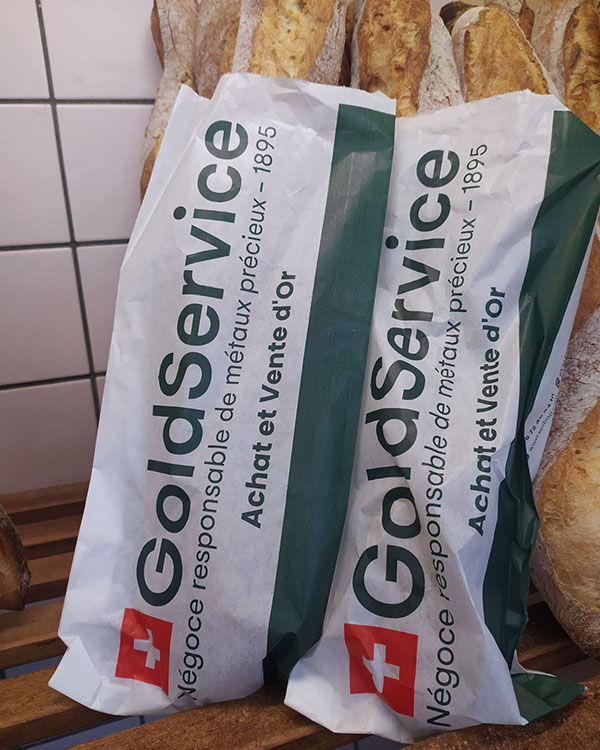 GoldService
Négoce responsable de métaux précieux – 1895
Achat et Vente d'Or
GoldService
Négoce responsable de métaux précieux – 1895
Achat et Vente d'Or